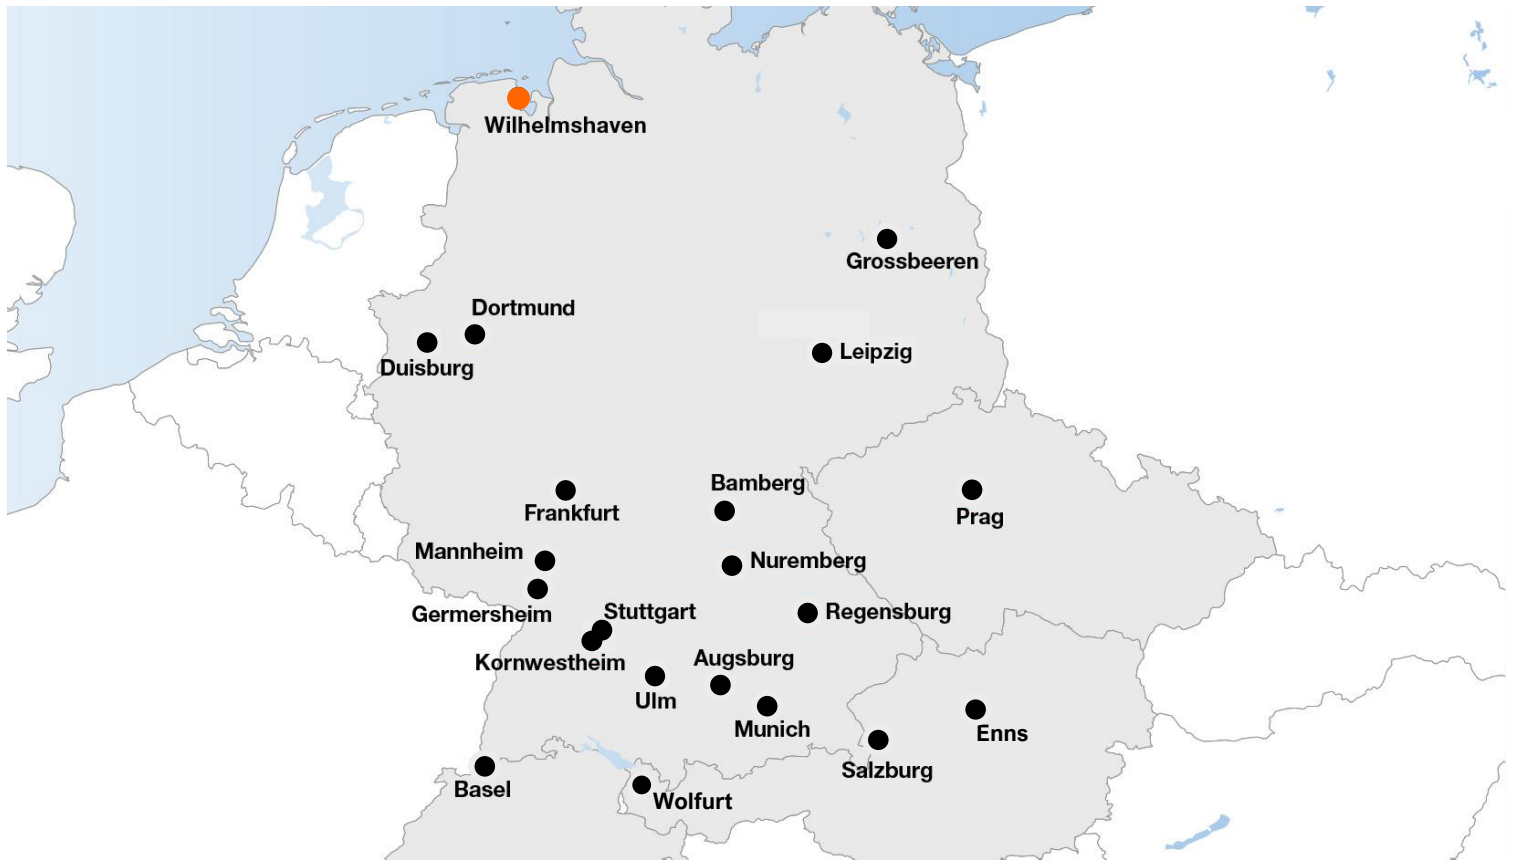 Wilhelmshaven
Grossbeeren
Dortmund
Leipzig
Duisburg
Bamberg
Frankfurt
Prag
Mannheim
Nuremberg
Germersheim
Stuttgart
Regensburg
Kornwestheim
Augsburg
Ulm
Munich
Enns
Salzburg
Basel
Wolfurt